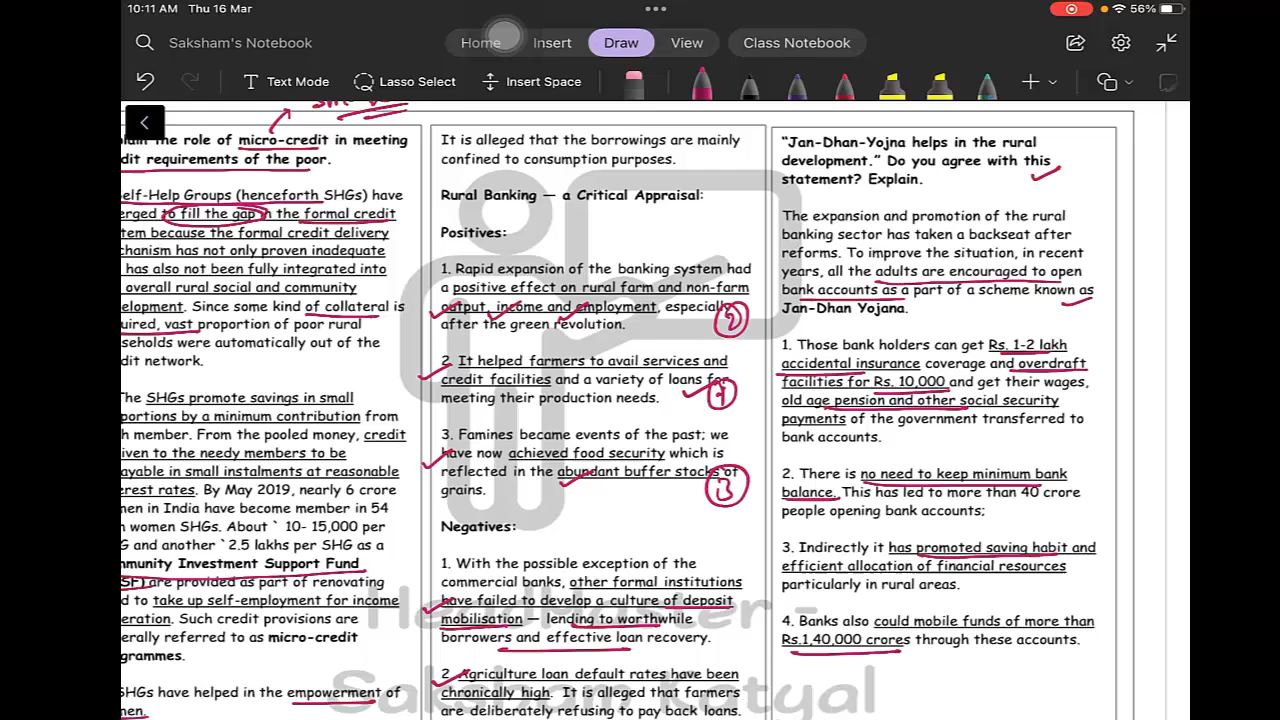 10:11 AM Thu 16 Mar
56%
Saksham's Notebook
Home Insert Draw View Class Notebook
Text Mode Lasso Select Insert Space
lain the role of micro-credit in meeting
dit requirements of the poor.
elf-Help Groups (henceforth SHGs) have
erged to fill the gap in the formal credit
tem because the formal credit delivery
chanism has not only proven inadequate
has also not been fully integrated into
overall rural social and community
elopment. Since some kind of collateral is
uired, vast proportion of poor rural
seholds were automatically out of the
dit network.
The SHGs promote savings in small
portions by a minimum contribution from
h member. From the pooled money, credit
iven to the needy members to be
ayable in small instalments at reasonable
erest rates. By May 2019, nearly 6 crore
men in India have become member in 54
n women SHGs. About ` 10- 15,000 per
G and another `2.5 lakhs per SHG as a
mmunity Investment Support Fund
SF) are provided as part of renovating
d to take up self-employment for income
eration. Such credit provisions are
erally referred to as micro-credit
grammes.
SHGs have helped in the empowerment of
men.
It is alleged that the borrowings are mainly
confined to consumption purposes.
Rural Banking — a Critical Appraisal:
Positives:
1. Rapid expansion of the banking system had
a positive effect on rural farm and non-farm
output, income and employment, especially
after the green revolution.
2. It helped farmers to avail services and
credit facilities and a variety of loans for
meeting their production needs.
3. Famines became events of the past; we
have now achieved food security which is
reflected in the abundant buffer stocks of
grains.
Negatives:
1. With the possible exception of the
commercial banks, other formal institutions
have failed to develop a culture of deposit
mobilisation — lending to worthwhile
borrowers and effective loan recovery.
2. Agriculture loan default rates have been
chronically high. It is alleged that farmers
are deliberately refusing to pay back loans.
"Jan-Dhan-Yojna helps in the rural
development." Do you agree with this
statement? Explain.
The expansion and promotion of the rural
banking sector has taken a backseat after
reforms. To improve the situation, in recent
years, all the adults are encouraged to open
bank accounts as a part of a scheme known as
Jan-Dhan Yojana.
1. Those bank holders can get Rs. 1-2 lakh
accidental insurance coverage and overdraft
facilities for Rs. 10,000 and get their wages,
old age pension and other social security
payments of the government transferred to
bank accounts.
2. There is no need to keep minimum bank
balance. This has led to more than 40 crore
people opening bank accounts;
3. Indirectly it has promoted saving habit and
efficient allocation of financial resources
particularly in rural areas.
4. Banks also could mobile funds of more than
Rs.1,40,000 crores through these accounts.
HeadMaster -
Saksham Katyal